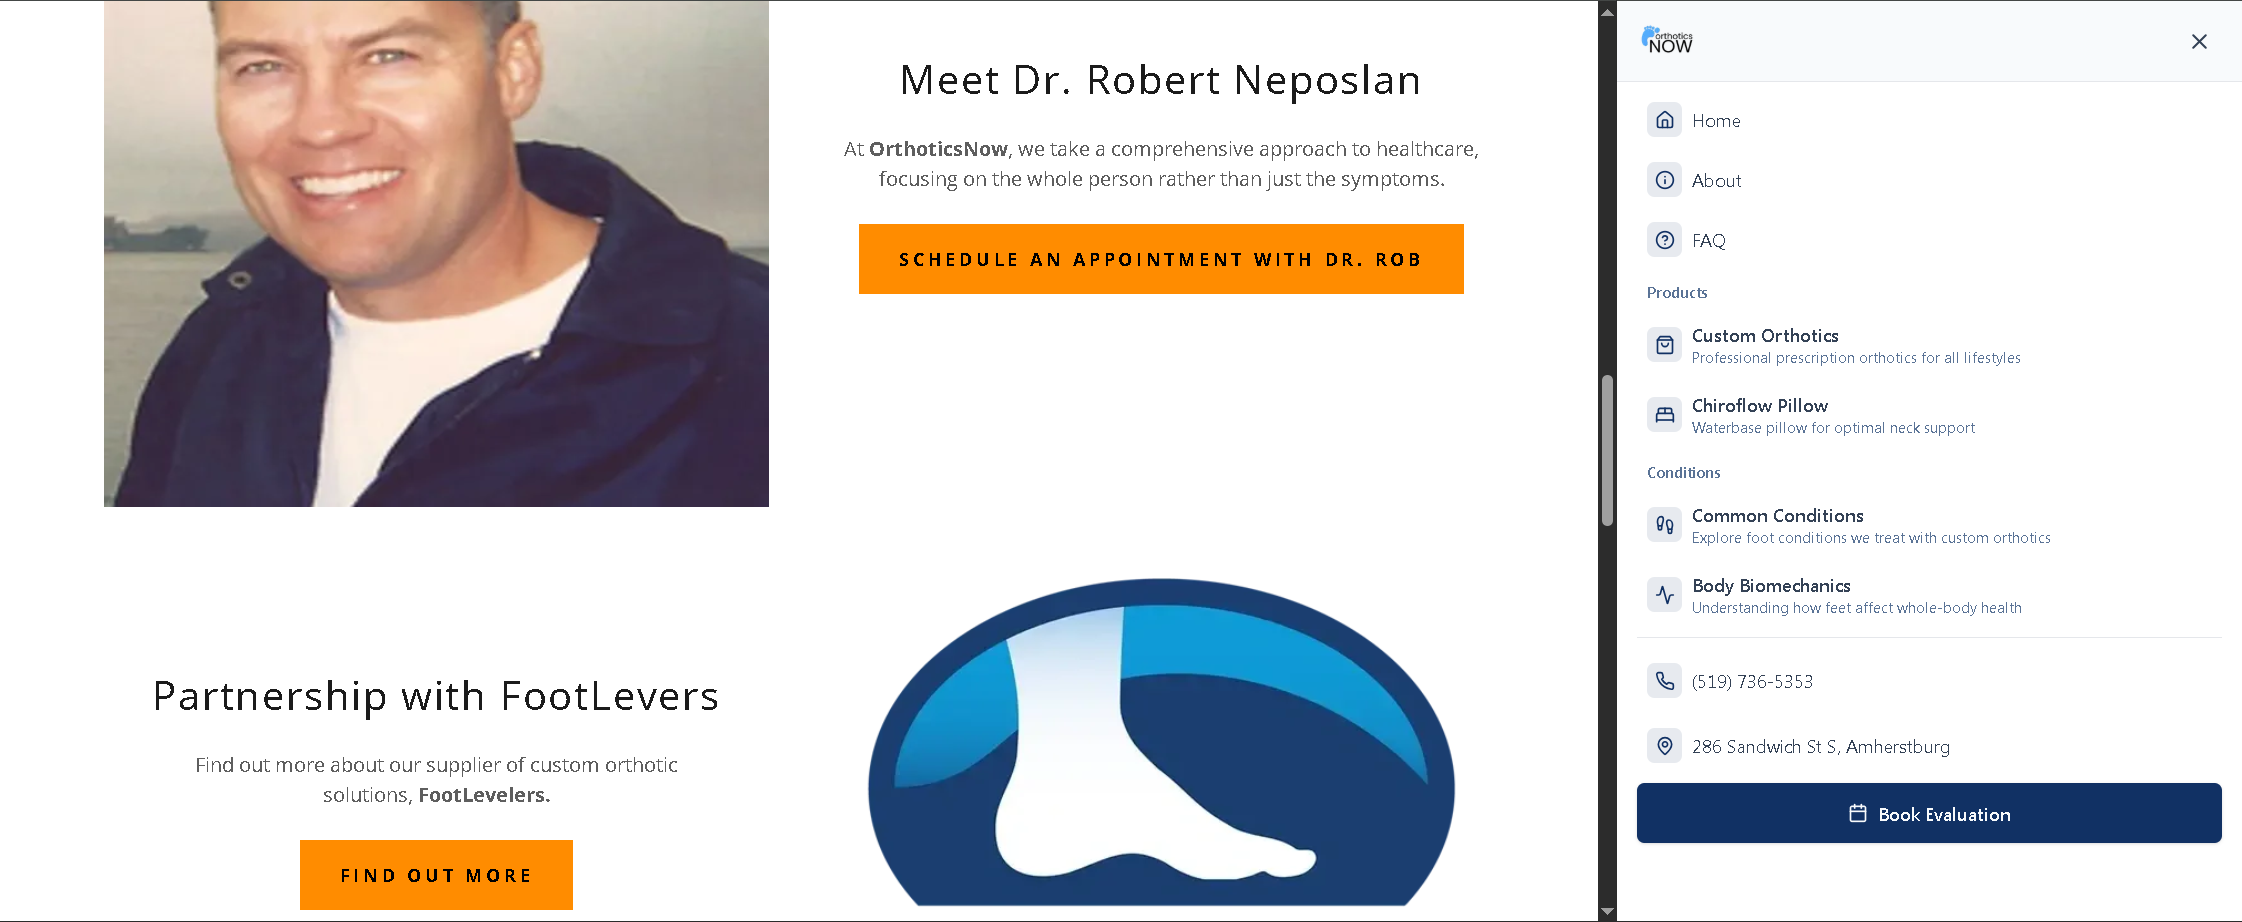 Meet Dr. Robert Neposlan
At OrthoticsNow, we take a comprehensive approach to healthcare,
focusing on the whole person rather than just the symptoms.
SCHEDULE AN APPOINTMENT WITH DR. ROB
Partnership with FootLevers
Find out more about our supplier of custom orthotic
solutions, FootLevelers.
FIND OUT MORE
orthotics
NOW
Home
About
FAQ
Products
Custom Orthotics
Professional prescription orthotics for all lifestyles
Chiroflow Pillow
Waterbase pillow for optimal neck support
Conditions
Common Conditions
Explore foot conditions we treat with custom orthotics
Body Biomechanics
Understanding how feet affect whole-body health
(519) 736-5353
286 Sandwich St S, Amherstburg
Book Evaluation